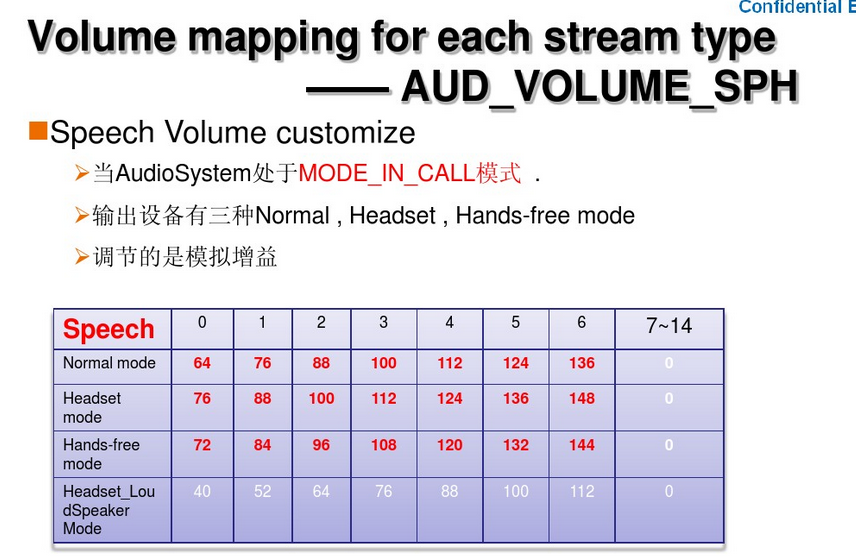 Confidential
Volume mapping for each stream type
—— AUD_VOLUME_SPH
Speech Volume customize
当AudioSystem处于MODE_IN_CALL模式 .
输出设备有三种Normal , Headset , Hands-free mode
调节的是模拟增益
Speech 0 1 2 3 4 5 6 7~14
Normal mode 64 76 88 100 112 124 136 0
Headset
mode 76 88 100 112 124 136 148 0
Hands-free
mode 72 84 96 108 120 132 144 0
Headset_Lou
dSpeaker
Mode 40 52 64 76 88 100 112 0